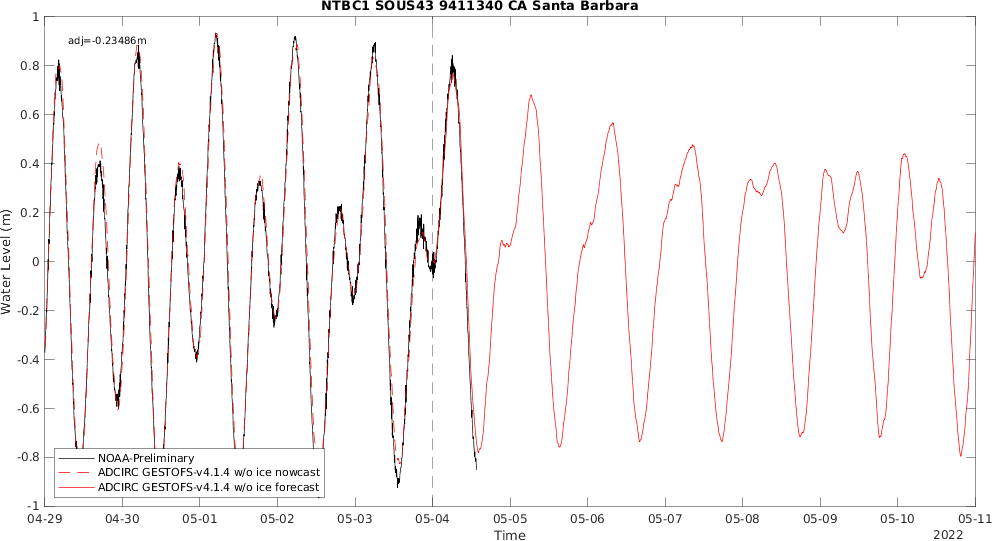 NTBC1 SOUS43 9411340 CA Santa Barbara
adj=-0.23486m
1
0.8
0.6
0.4
0.2
0
-0.2
-0.4
-0.6
-0.8
-1
Water Level (m)
NOAA-Preliminary
ADCIRC GESTOFS-v4.1.4 w/o ice nowcast
ADCIRC GESTOFS-v4.1.4 w/o ice forecast
04-29 04-30 05-01 05-02 05-03 05-04 05-05 05-06 05-07 05-08 05-09 05-10 05-11
Time
2022